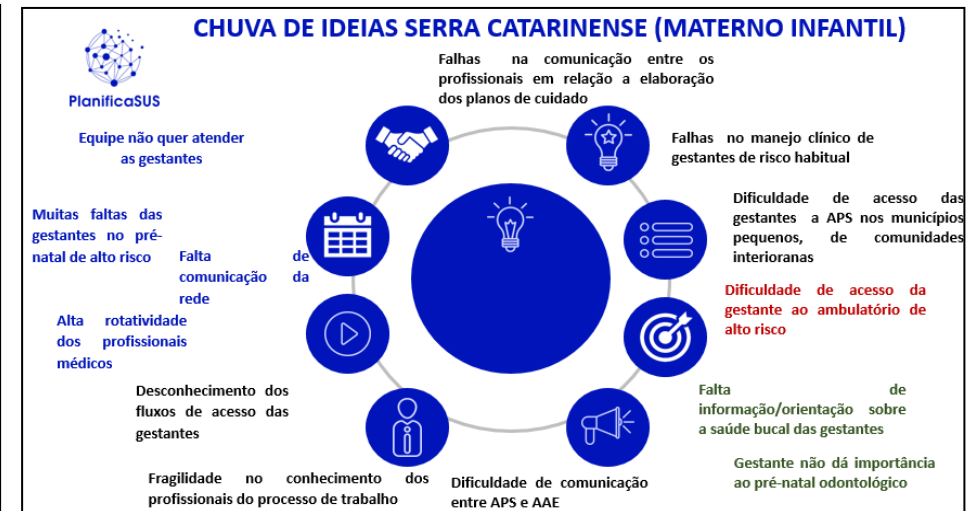 CHUVA DE IDEIAS SERRA CATARINENSE (MATERNO INFANTIL)
PlanificaSUS
Falhas na comunicação entre os
profissionais em relação a elaboração
dos planos de cuidado
Equipe não quer atender
as gestantes
Falhas no manejo clínico de
gestantes de risco habitual
Muitas faltas das
gestantes no pré-
natal de alto risco
Falta de
comunicação da
rede
Dificuldade de acesso das
gestantes a APS nos municípios
pequenos, de comunidades
interioranas
Dificuldade de acesso da
gestante ao ambulatório de
alto risco
Alta rotatividade
dos profissionais
médicos
Desconhecimento dos
fluxos de acesso das
gestantes
Falta de
informação/orientação sobre
a saúde bucal das gestantes
Gestante não dá importância
ao pré-natal odontológico
Fragilidade no conhecimento dos
profissionais do processo de trabalho
Dificuldade de comunicação
entre APS e AAE